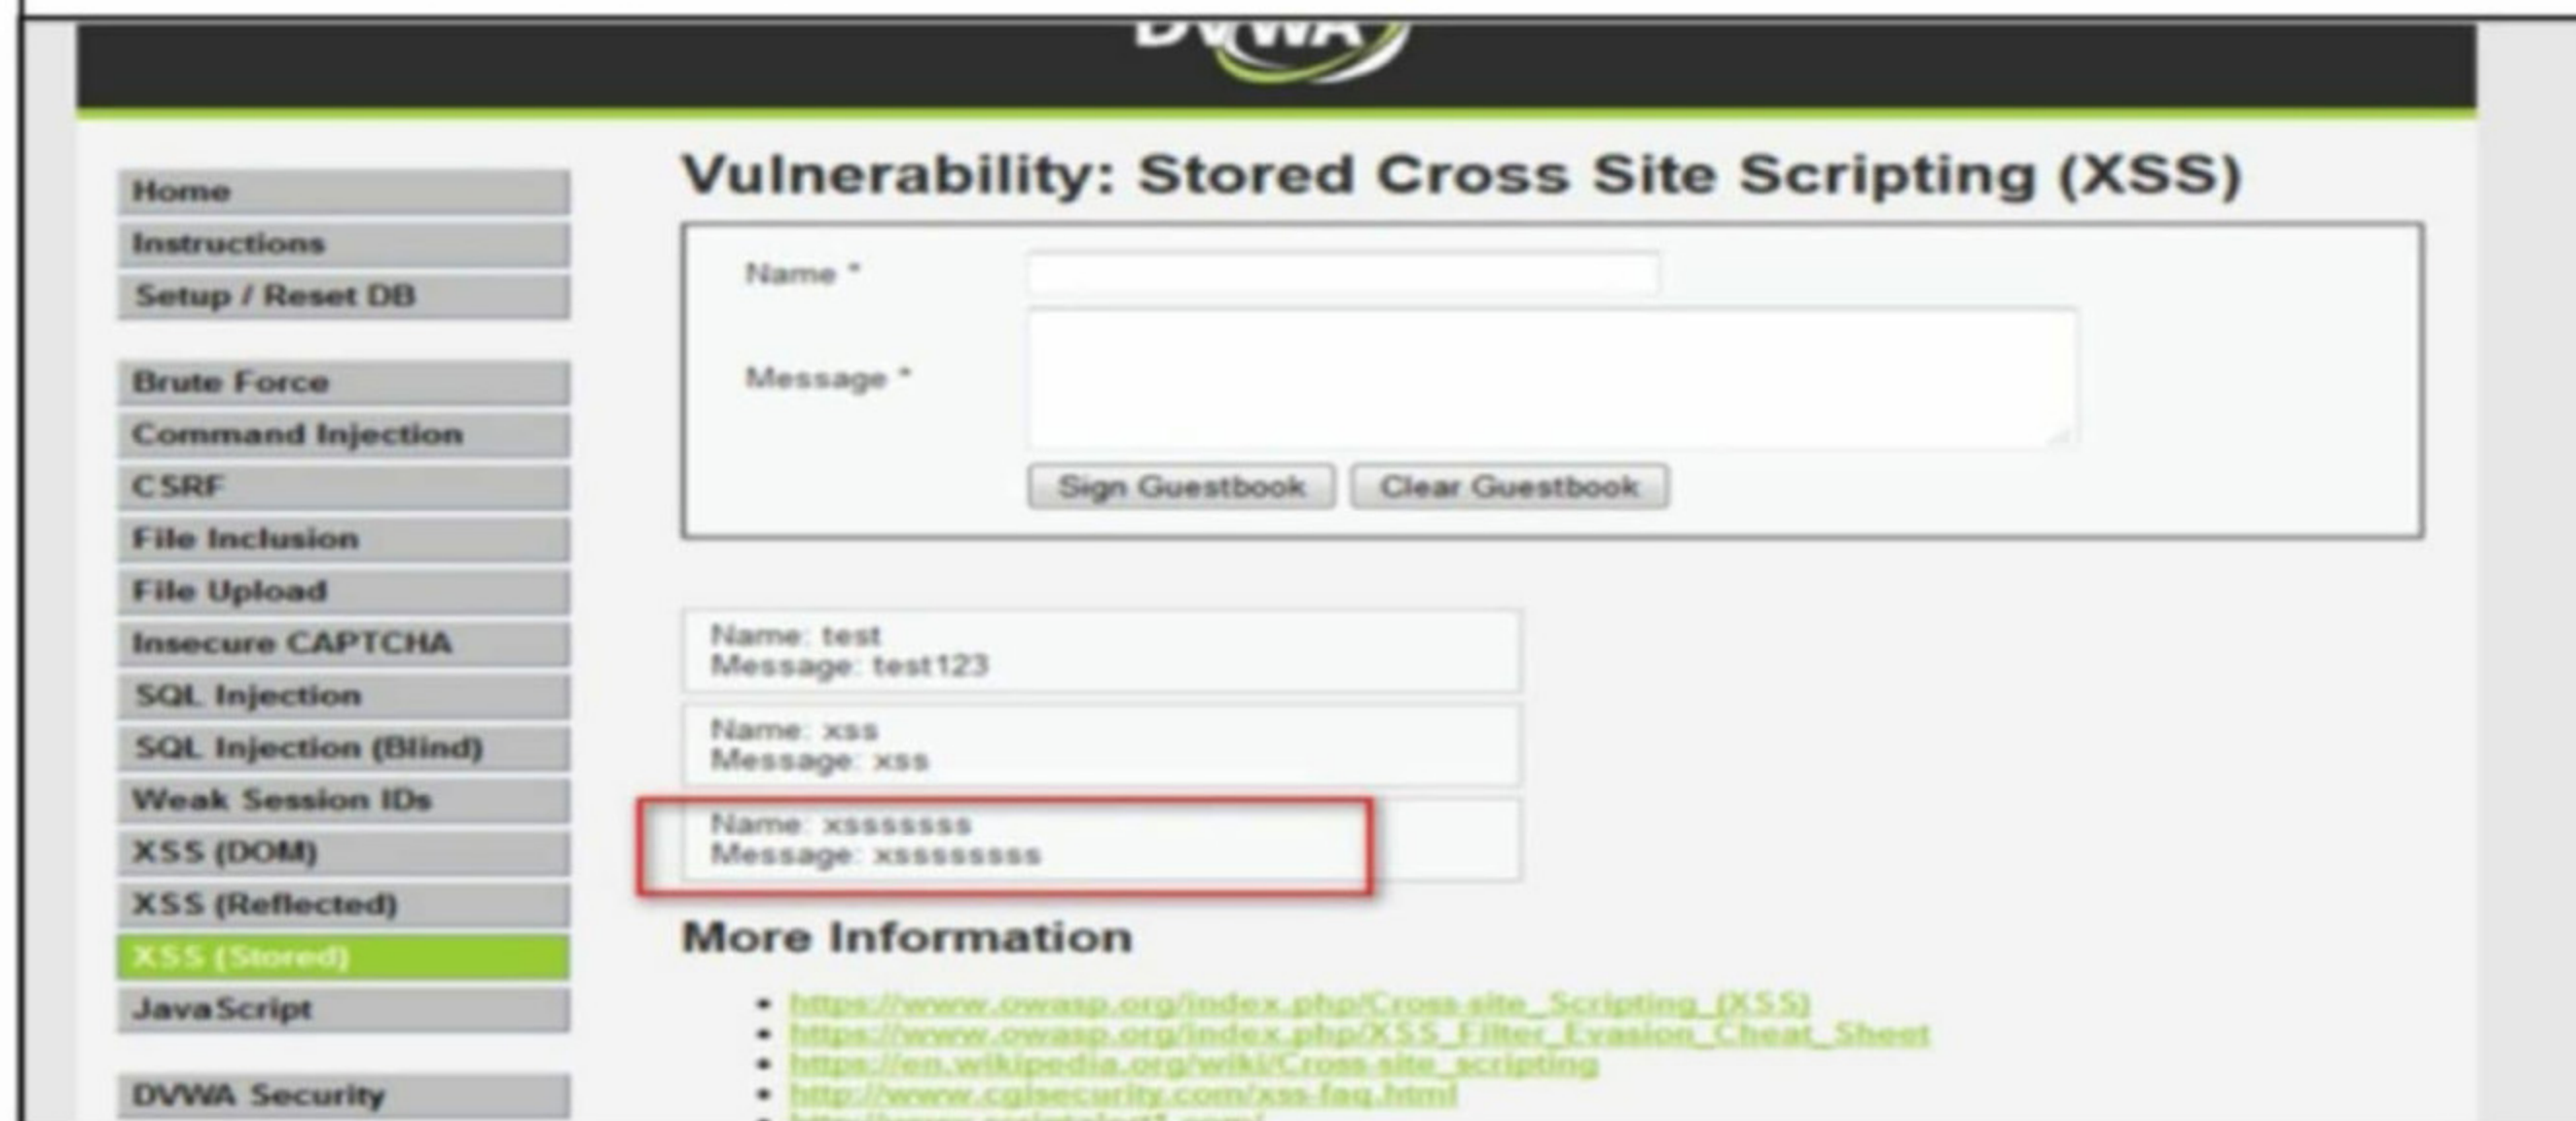 DVWA
Vulnerability: Stored Cross Site Scripting (XSS)
Home
Instructions
Setup / Reset DB
Brute Force
Command Injection
CSRF
File Inclusion
File Upload
Insecure CAPTCHA
SQL Injection
SQL Injection (Blind)
Weak Session IDs
XSS (DOM)
XSS (Reflected)
XSS (Stored)
JavaScript
DVWA Security
Name *
Message *
Sign Guestbook Clear Guestbook
Name: test
Message: test123
Name: xss
Message: xss
Name: xssssssss
Message: xsssssssss
More Information
https://www.owasp.org/index.php/Cross-site_Scripting_(XSS)
https://www.owasp.org/index.php/XSS_Filter_Evasion_Cheat_Sheet
https://en.wikipedia.org/wiki/Cross-site_scripting
http://www.cgisecurity.com/xss-faq.html